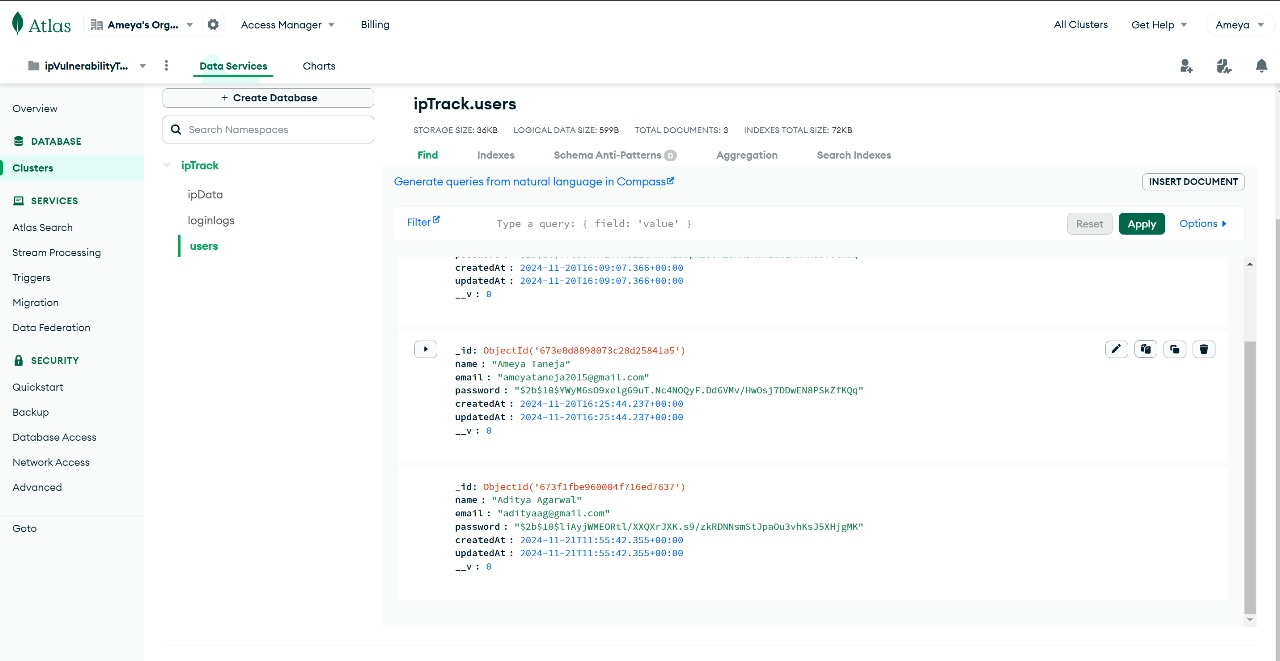 Atlas
Ameya's Org...
Access Manager
Billing
All Clusters
Get Help
Ameya
ipVulnerabilityT...
Data Services
Charts
Overview
DATABASE
Clusters
SERVICES
Atlas Search
Stream Processing
Triggers
Migration
Data Federation
SECURITY
Quickstart
Backup
Database Access
Network Access
Advanced
Goto
+ Create Database
Search Namespaces
ipTrack
ipData
loginlogs
users
ipTrack.users
STORAGE SIZE: 36KB LOGICAL DATA SIZE: 599B TOTAL DOCUMENTS: 3 INDEXES TOTAL SIZE: 72KB
Find Indexes Schema Anti-Patterns 0 Aggregation Search Indexes
Generate queries from natural language in Compass
INSERT DOCUMENT
Filter
Type a query: { field: 'value' }
Reset
Apply
Options
createdAt: 2024-11-20T16:09:07.366+00:00
updatedAt: 2024-11-20T16:09:07.366+00:00
__v: 0
_id: ObjectId('673e0d8898073c28d25841a5')
name: "Ameya Taneja"
email: "ameyataneja2015@gmail.com"
password: "$2b$10$YWyM6sO9xelg69uT.Nc4NOQyF.Dd6VMv/HwOsj7DDwEN8PSkZfKQq"
createdAt: 2024-11-20T16:25:44.237+00:00
updatedAt: 2024-11-20T16:25:44.237+00:00
__v: 0
_id: ObjectId('673f1fbe960004f716ed7637')
name: "Aditya Agarwal"
email: "adityaag@gmail.com"
password: "$2b$10$liAyjWMEORtl/XXQXrJXK.s9/zkRDNNsmStJpaOu3vhKsJ5XHjgMK"
createdAt: 2024-11-21T11:55:42.355+00:00
updatedAt: 2024-11-21T11:55:42.355+00:00
__v: 0